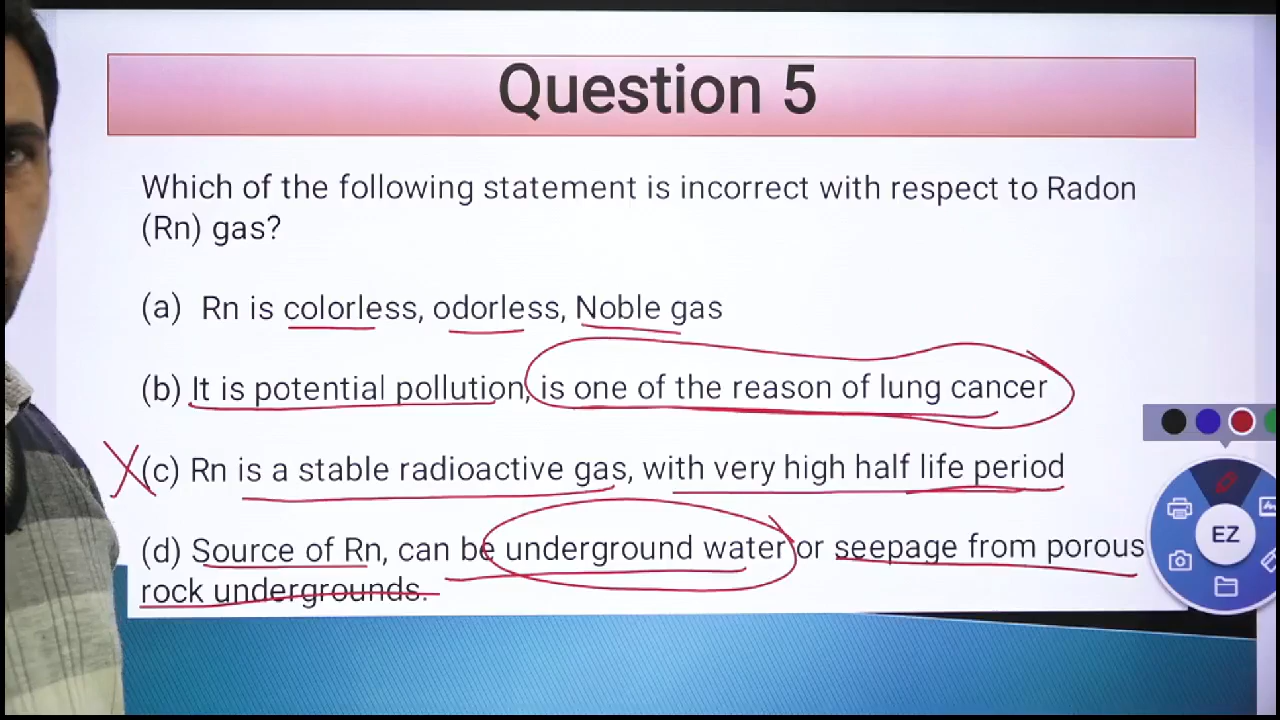 Question 5
Which of the following statement is incorrect with respect to Radon
(Rn) gas?
(a) Rn is colorless, odorless, Noble gas
(b) It is potential pollution, is one of the reason of lung cancer
(c) Rn is a stable radioactive gas, with very high half life period
(d) Source of Rn, can be underground water or seepage from porous
rock undergrounds.
EZ